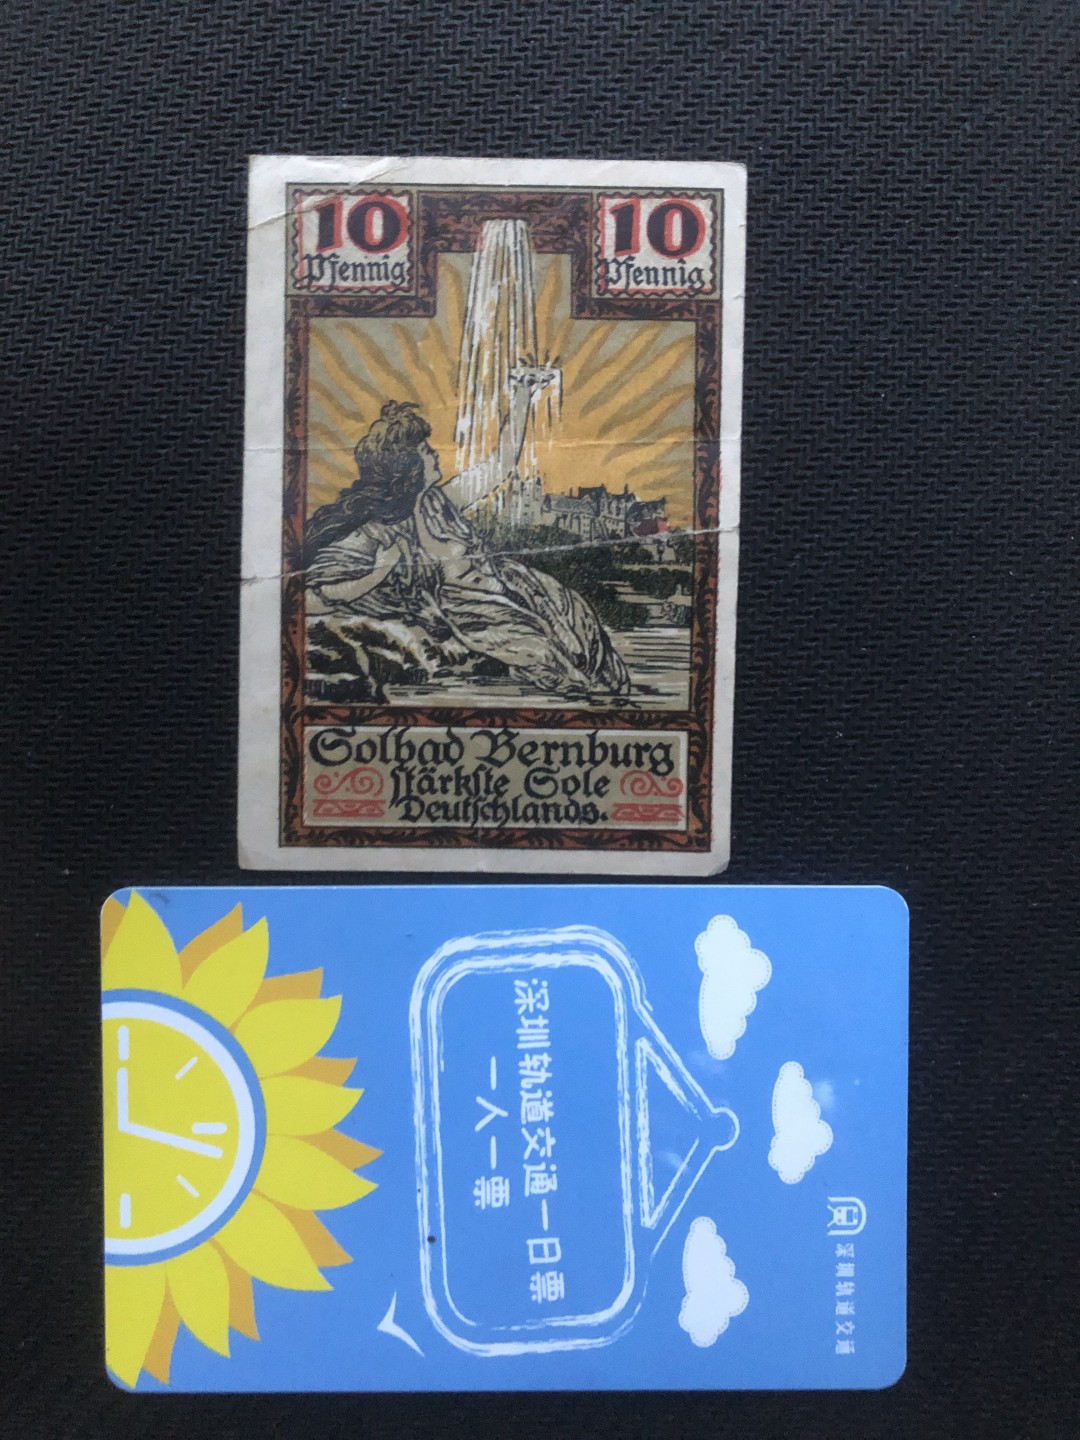 10
Pfennig
10
Pfennig
Solbad Bernburg
stärkste Sole
Deutschlands.
深圳轨道交通一日票
一人一票
深圳轨道交通